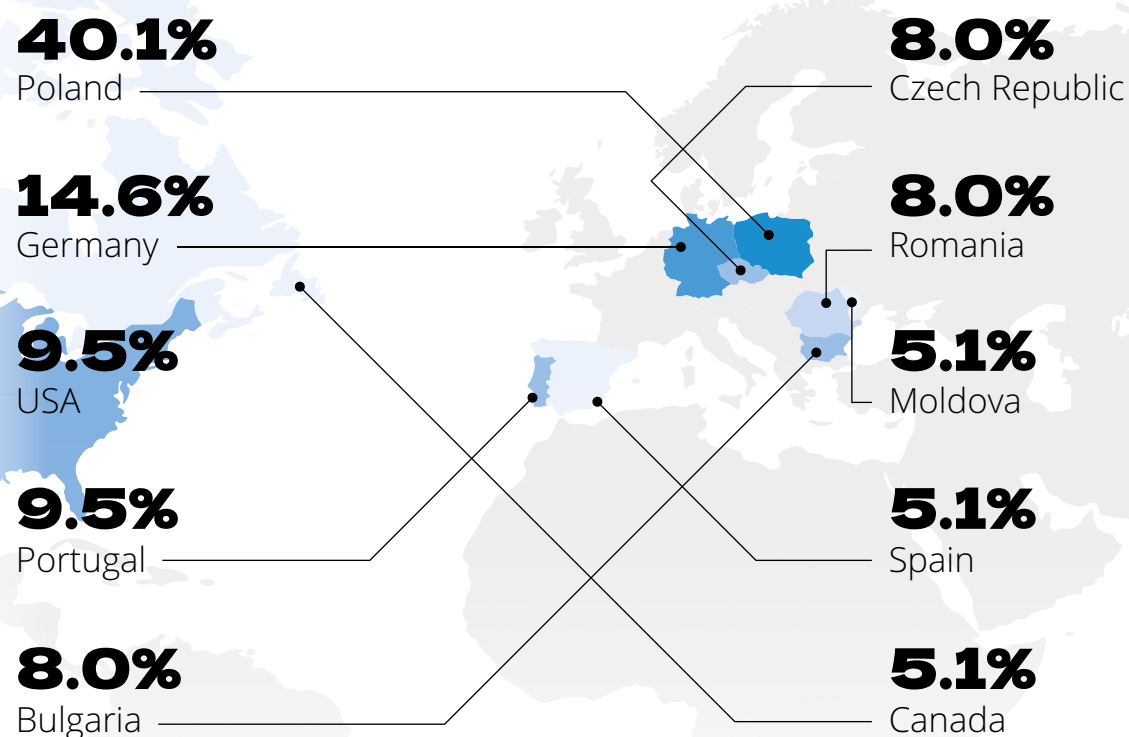 40.1%
Poland
14.6%
Germany
9.5%
USA
9.5%
Portugal
8.0%
Bulgaria
8.0%
Czech Republic
8.0%
Romania
5.1%
Moldova
5.1%
Spain
5.1%
Canada